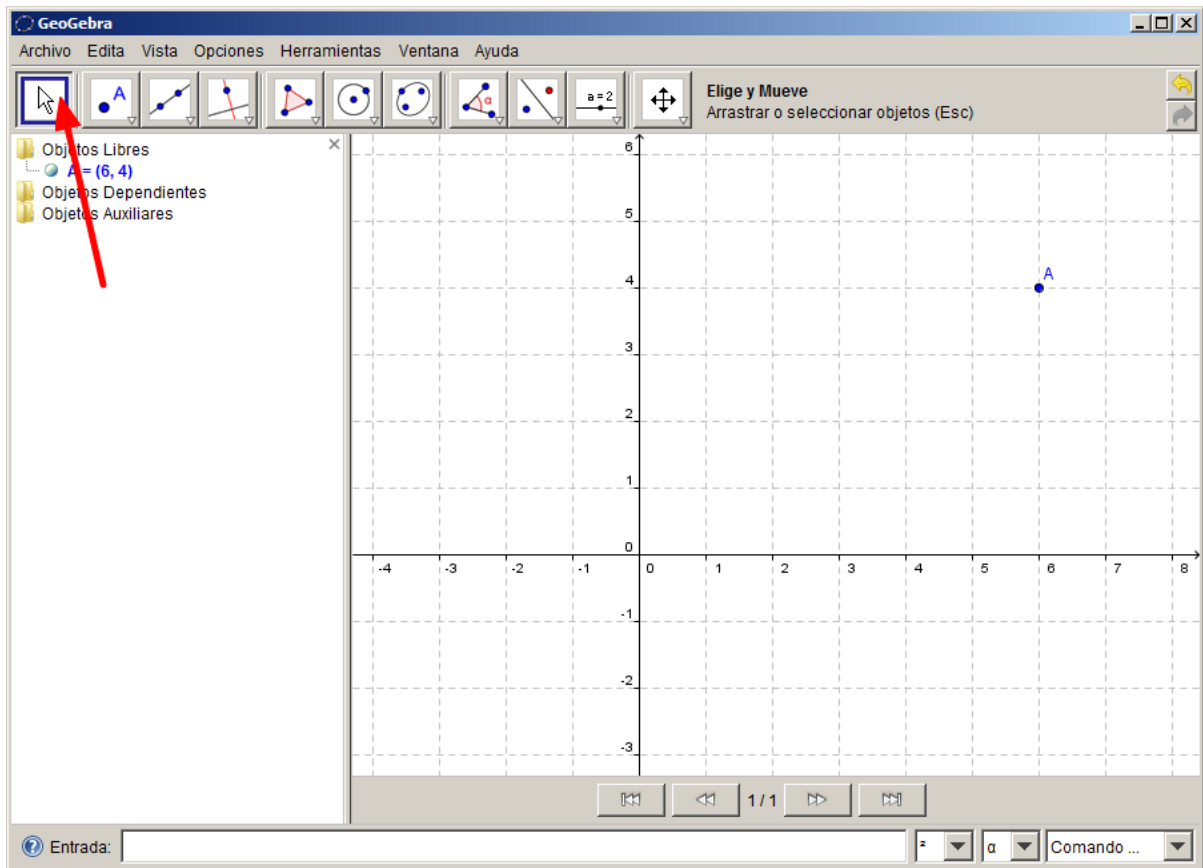 GeoGebra
Archivo Edita Vista Opciones Herramientas Ventana Ayuda
A
α
a = 2
Elige y Mueve
Arrastrar o seleccionar objetos (Esc)
Objetos Libres
A = (6, 4)
Objetos Dependientes
Objetos Auxiliares
6
5
4
A
3
2
1
0
-4 -3 -2 -1 0 1 2 3 4 5 6 7 8
-1
-2
-3
1 / 1
Entrada: ² α Comando ...